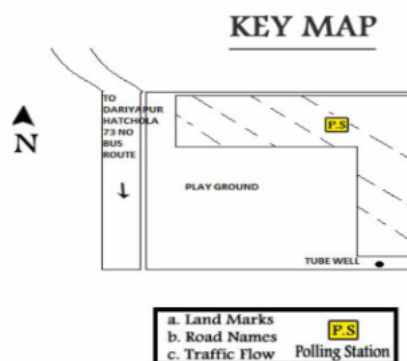 KEY MAP
TO
DARIYAPUR
HATCHOLA
73 NO
BUS
ROUTE
N
P.S
PLAY GROUND
TUBE WELL
a. Land Marks
b. Road Names
c. Traffic Flow
P.S
Polling Station